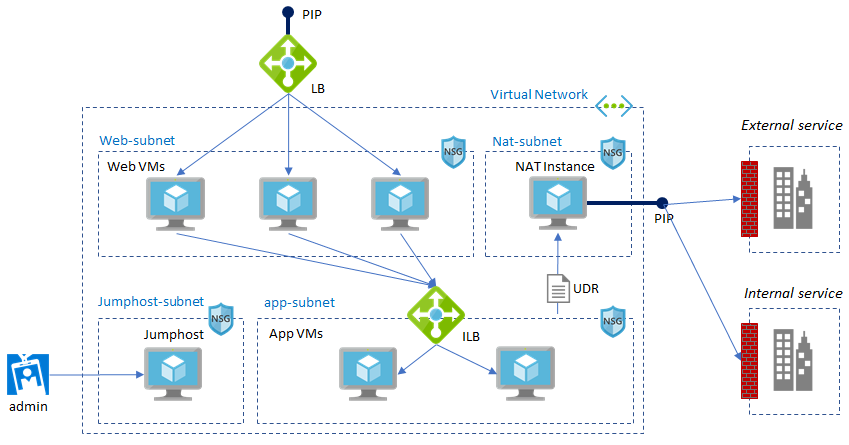 PIP
LB
Virtual Network
Web-subnet
NSG
Nat-subnet
NSG
External service
Web VMs
NAT Instance
PIP
UDR
Internal service
Jumphost-subnet
NSG
app-subnet
NSG
Jumphost
App VMs
ILB
admin